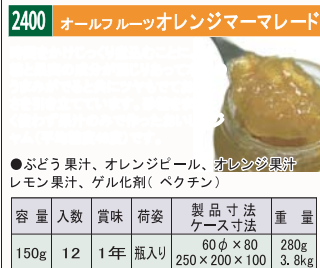 2400 オールフルーツオレンジマーマレード
●ぶどう果汁、オレンジピール、オレンジ果汁
レモン果汁、ゲル化剤(ペクチン)
容量 入数 賞味 荷姿 製品寸法 ケース寸法 重量
150g 12 1年 瓶入り 60φ×80 280g
250×200×100 3.8kg